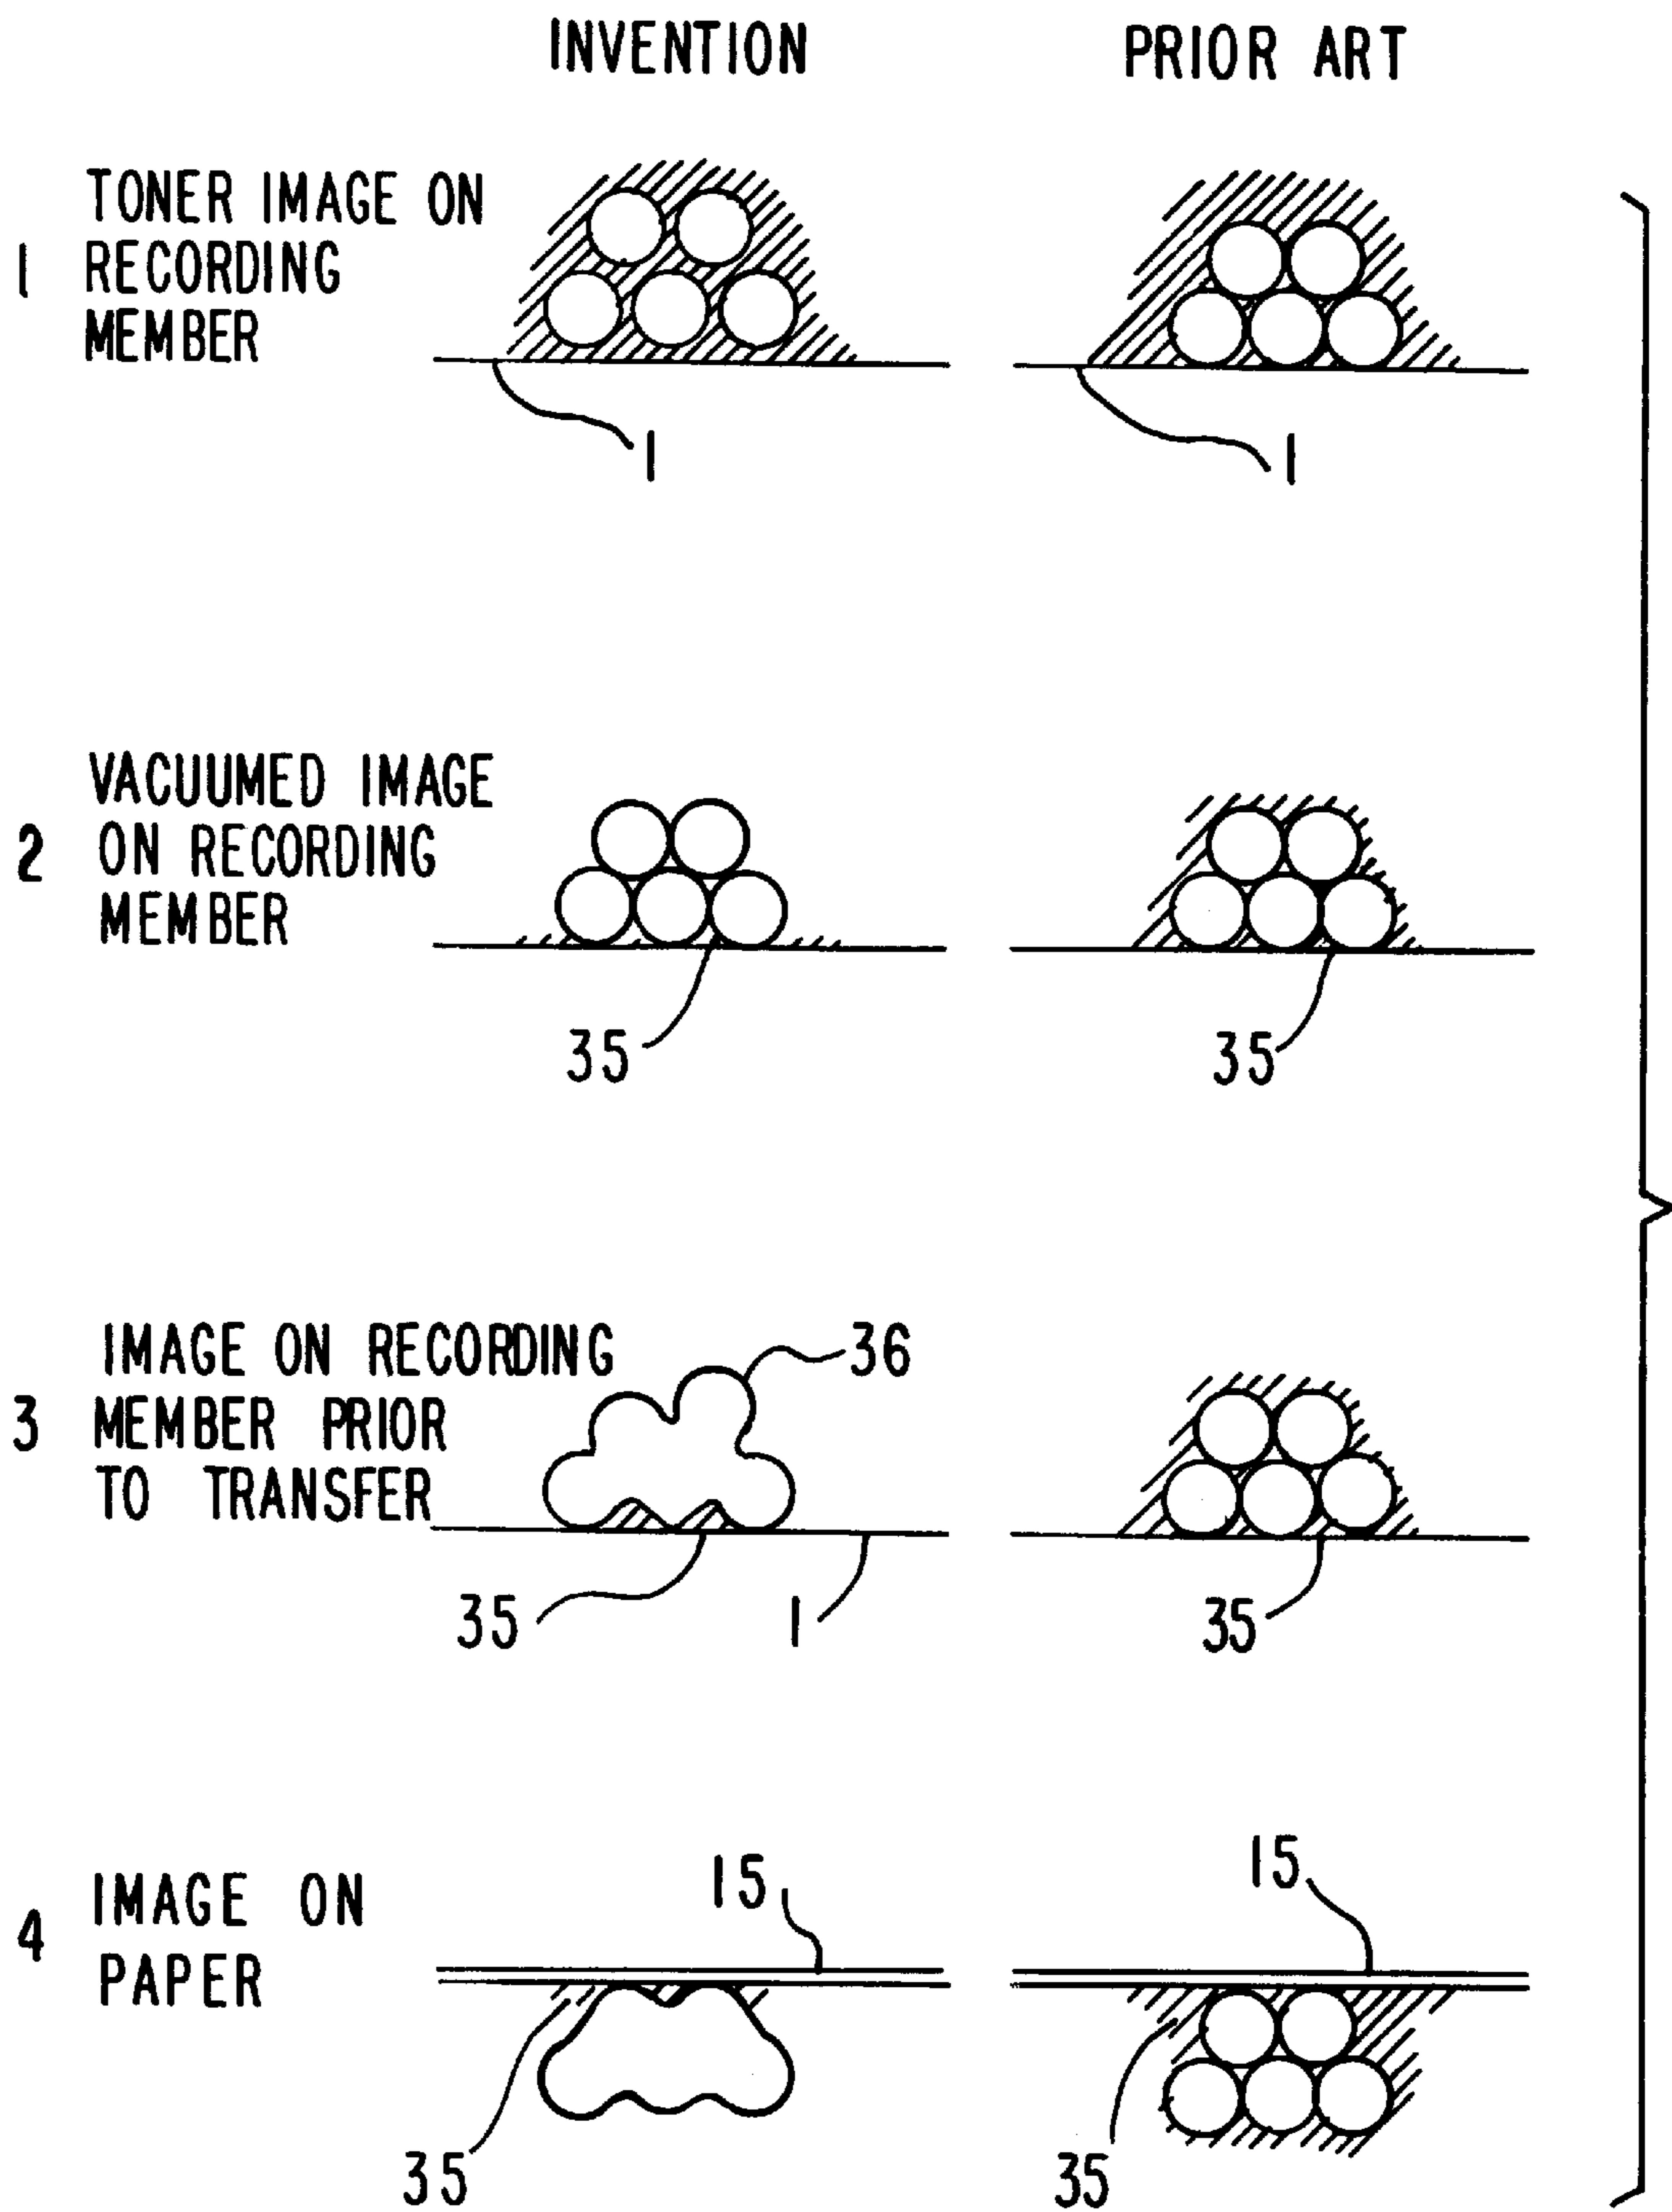 INVENTION PRIOR ART
TONER IMAGE ON
1 RECORDING
MEMBER
1 1
VACUUMED IMAGE
2 ON RECORDING
MEMBER
35 35
IMAGE ON RECORDING 36
3 MEMBER PRIOR
TO TRANSFER
35 1 35
15 15
4 IMAGE ON
PAPER
35 35